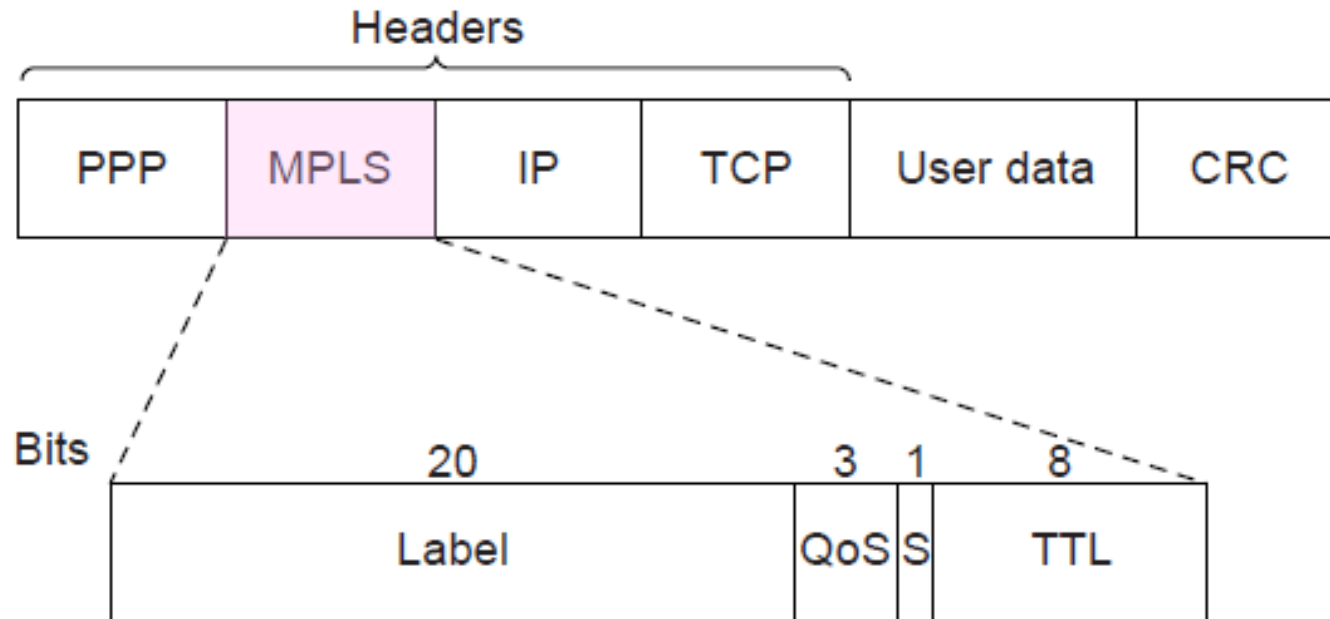 Headers
PPP MPLS IP TCP User data CRC
Bits 20 3 1 8
Label QoS S TTL